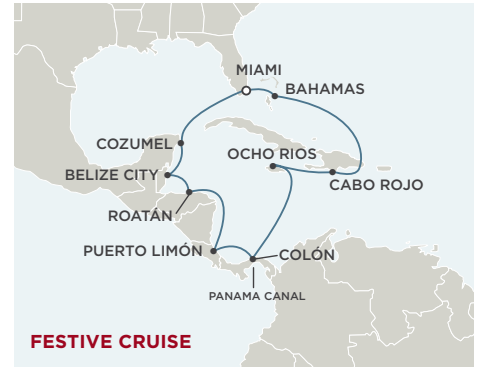 MIAMI
BAHAMAS
COZUMEL
OCHO RIOS
BELIZE CITY
CABO ROJO
ROATÁN
PUERTO LIMÓN
COLÓN
PANAMA CANAL
FESTIVE CRUISE